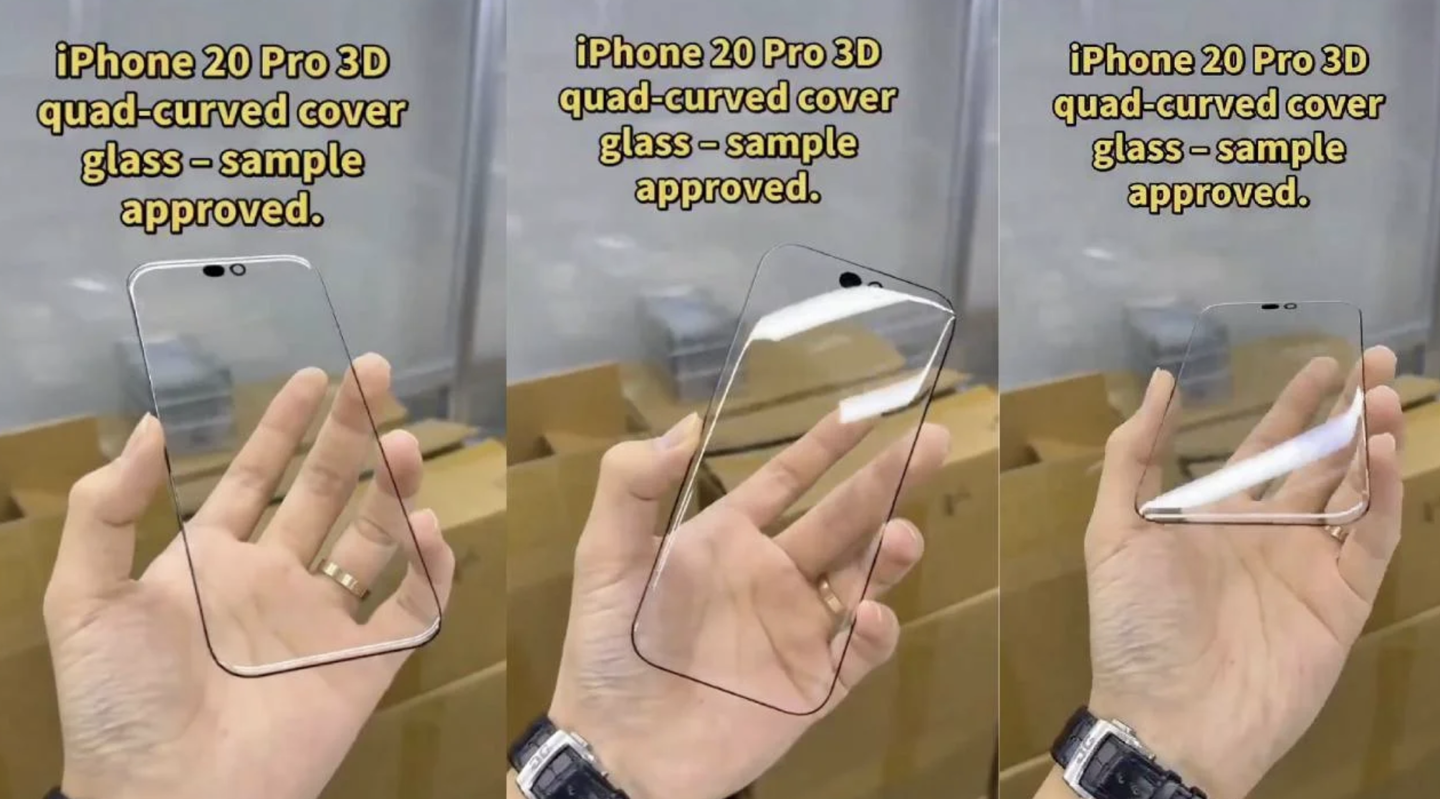 iPhone 20 Pro 3D
quad-curved cover
glass – sample
approved.
iPhone 20 Pro 3D
quad-curved cover
glass – sample
approved.
iPhone 20 Pro 3D
quad-curved cover
glass – sample
approved.